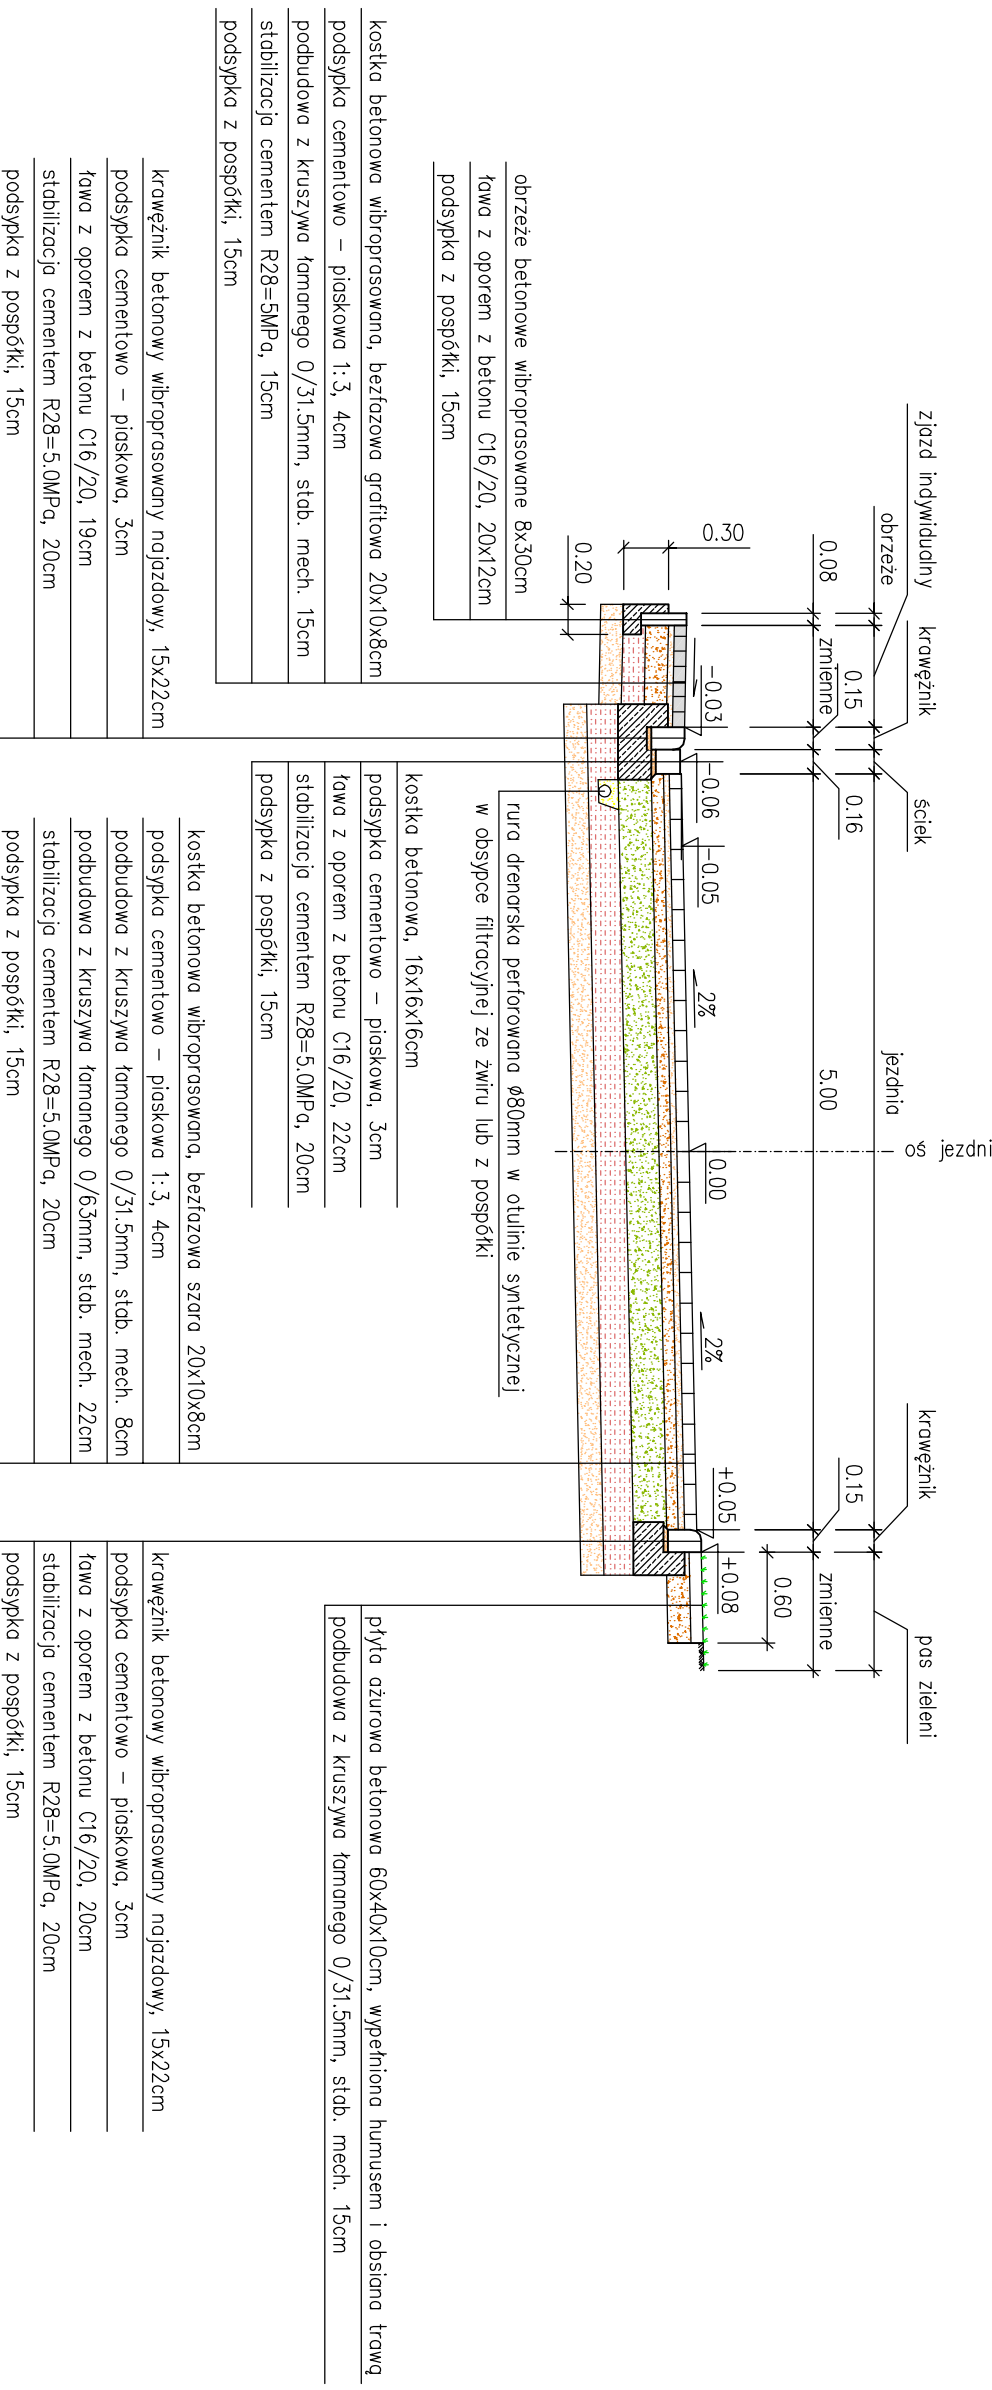 zjazd indywidualny
obrzeże
krawężnik
ściek
jezdnia
oś jezdni
krawężnik
pas zieleni
0.08
zmienne
0.15
0.16
5.00
0.15
zmienne
0.60
0.30
0.20
-0.03
-0.06
-0.05
2%
0.00
2%
+0.05
+0.08
obrzeże betonowe wibroprasowane 8x30cm
ława z oporem z betonu C16/20, 20x12cm
podsypka z pospółki, 15cm
kostka betonowa wibroprasowana, bezfazowa grafitowa 20x10x8cm
podsypka cementowo - piaskowa 1:3, 4cm
podbudowa z kruszywa łamanego 0/31.5mm, stab. mech. 15cm
stabilizacja cementem R28=5MPa, 15cm
podsypka z pospółki, 15cm
krawężnik betonowy wibroprasowany najazdowy, 15x22cm
podsypka cementowo - piaskowa, 3cm
ława z oporem z betonu C16/20, 19cm
stabilizacja cementem R28=5.0MPa, 20cm
podsypka z pospółki, 15cm
rura drenarska perforowana ø80mm w otulinie syntetycznej
w obsypce filtracyjnej ze żwiru lub z pospółki
kostka betonowa, 16x16x16cm
podsypka cementowo - piaskowa, 3cm
ława z oporem z betonu C16/20, 22cm
stabilizacja cementem R28=5.0MPa, 20cm
podsypka z pospółki, 15cm
kostka betonowa wibroprasowana, bezfazowa szara 20x10x8cm
podsypka cementowo - piaskowa 1:3, 4cm
podbudowa z kruszywa łamanego 0/31.5mm, stab. mech. 8cm
podbudowa z kruszywa łamanego 0/63mm, stab. mech. 22cm
stabilizacja cementem R28=5.0MPa, 20cm
podsypka z pospółki, 15cm
płyta ażurowa betonowa 60x40x10cm, wypełniona humusem i obsiana trawą
podbudowa z kruszywa łamanego 0/31.5mm, stab. mech. 15cm
krawężnik betonowy wibroprasowany najazdowy, 15x22cm
podsypka cementowo - piaskowa, 3cm
ława z oporem z betonu C16/20, 20cm
stabilizacja cementem R28=5.0MPa, 20cm
podsypka z pospółki, 15cm